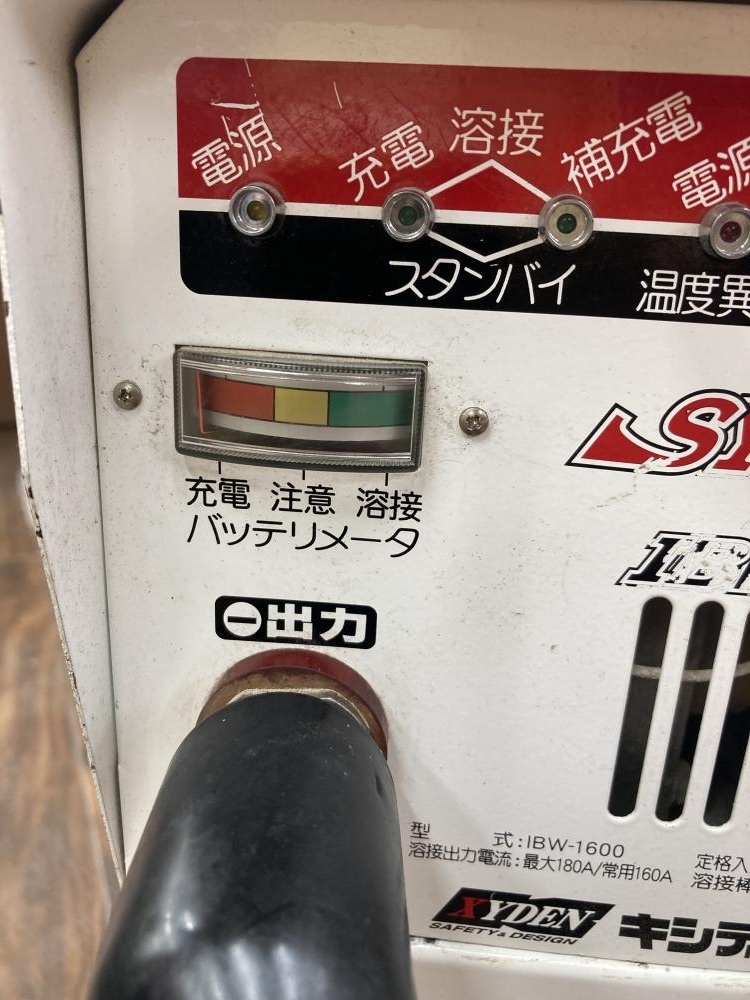 電源 充電 溶接 補充電 電源
スタンバイ 温度異
充電 注意 溶接
バッテリメータ
⊖出力
型 式:IBW-1600
溶接出力電流:最大180A/常用160A
定格入
溶接棒
XYDEN
SAFETY & DESIGN
キシデ